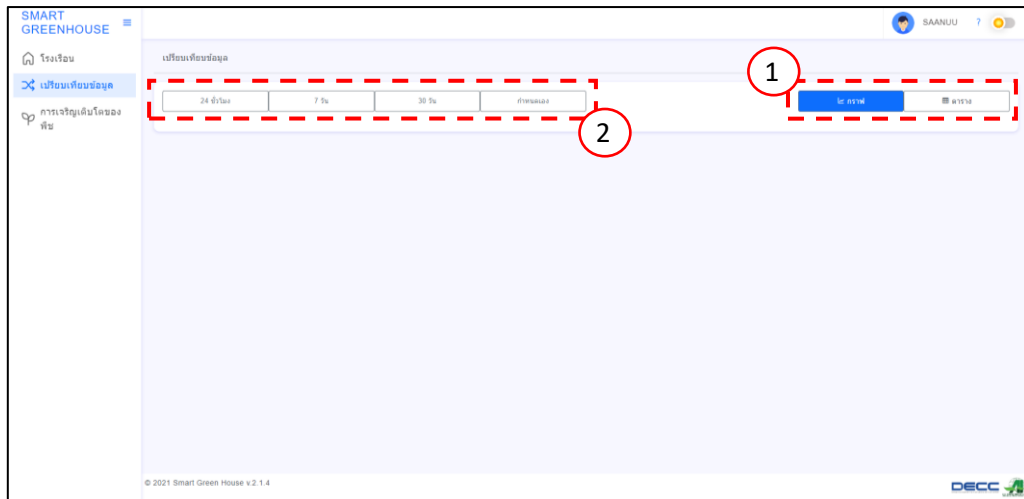 SMART
GREENHOUSE
SAANUU ?
โรงเรือน
เปรียบเทียบข้อมูล
เปรียบเทียบข้อมูล
การเจริญเติบโตของ
พืช
1
24 ชั่วโมง 7 วัน 30 วัน กำหนดเอง
กราฟ ตาราง
2
© 2021 Smart Green House v.2.1.4
DECC